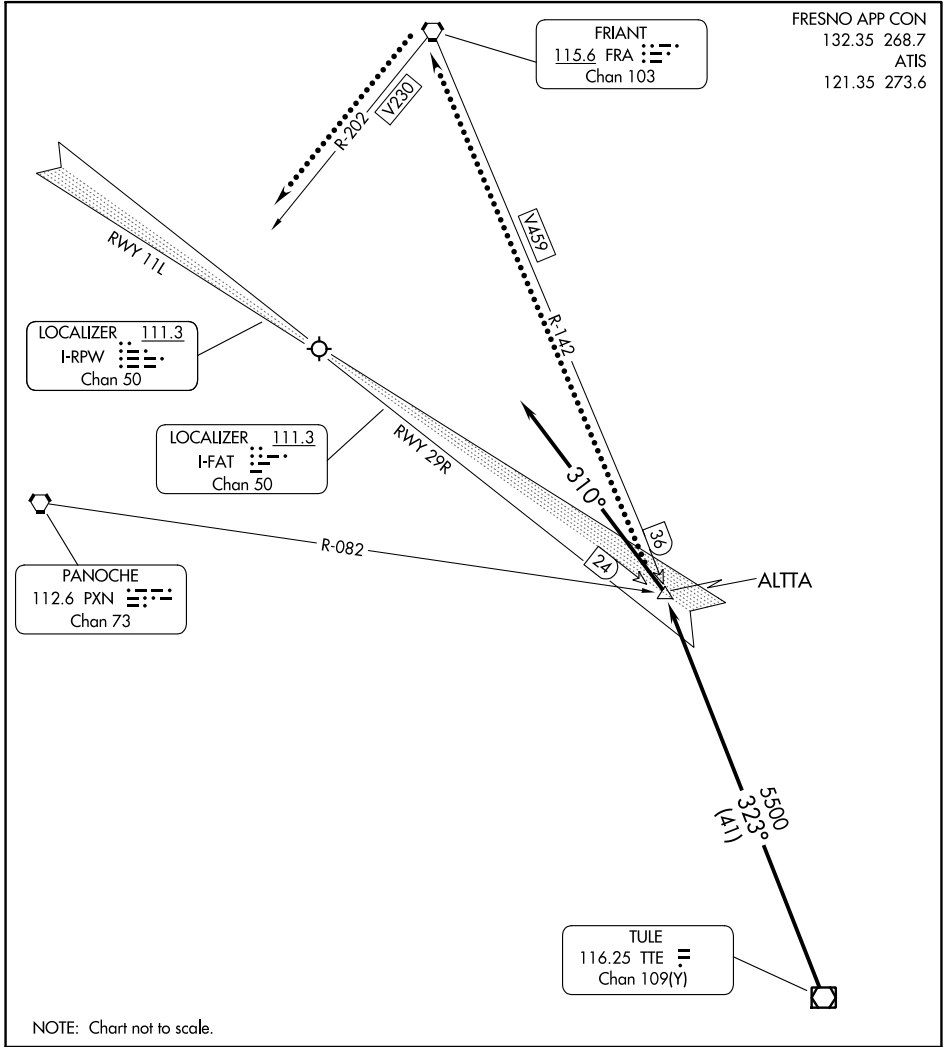 FRESNO APP CON
132.35 268.7
ATIS
121.35 273.6
FRIANT
115.6 FRA
Chan 103
R-202
V230
V459
R-142
RWY 11L
LOCALIZER 111.3
I-RPW
Chan 50
LOCALIZER 111.3
I-FAT
Chan 50
RWY 29R
310°
36
24
R-082
ALTTA
PANOCHE
112.6 PXN
Chan 73
5500
323°
(41)
TULE
116.25 TTE
Chan 109(Y)
NOTE: Chart not to scale.